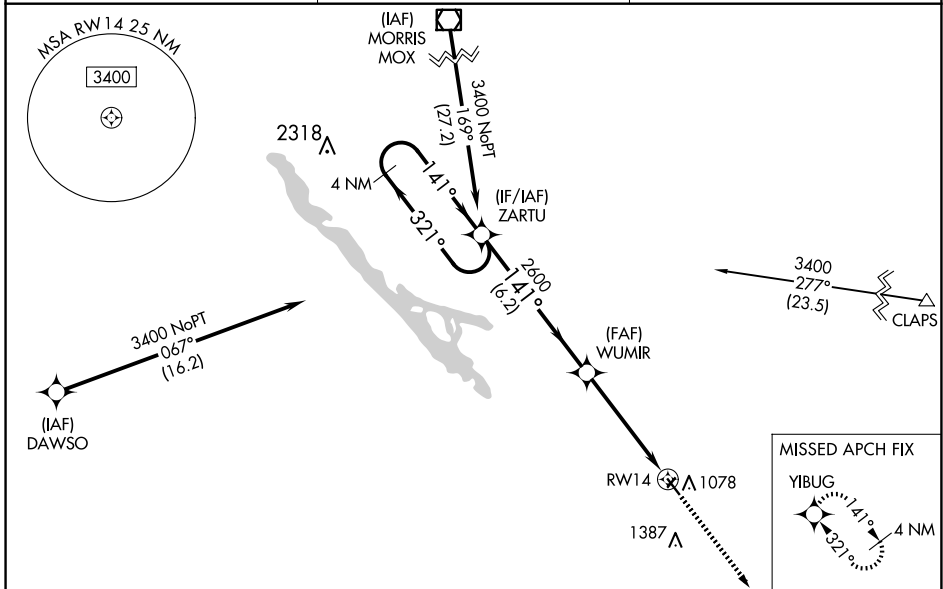 MSA RW14 25 NM
3400
(IAF)
MORRIS
MOX
3400 NoPT
169°
(27.2)
2318
4 NM
141°
321°
(IF/IAF)
ZARTU
2600
141°
(6.2)
3400
277°
(23.5)
CLAPS
3400 NoPT
067°
(16.2)
(IAF)
DAWSO
(FAF)
WUMIR
RW14
1078
1387
MISSED APCH FIX
YIBUG
141°
321°
4 NM